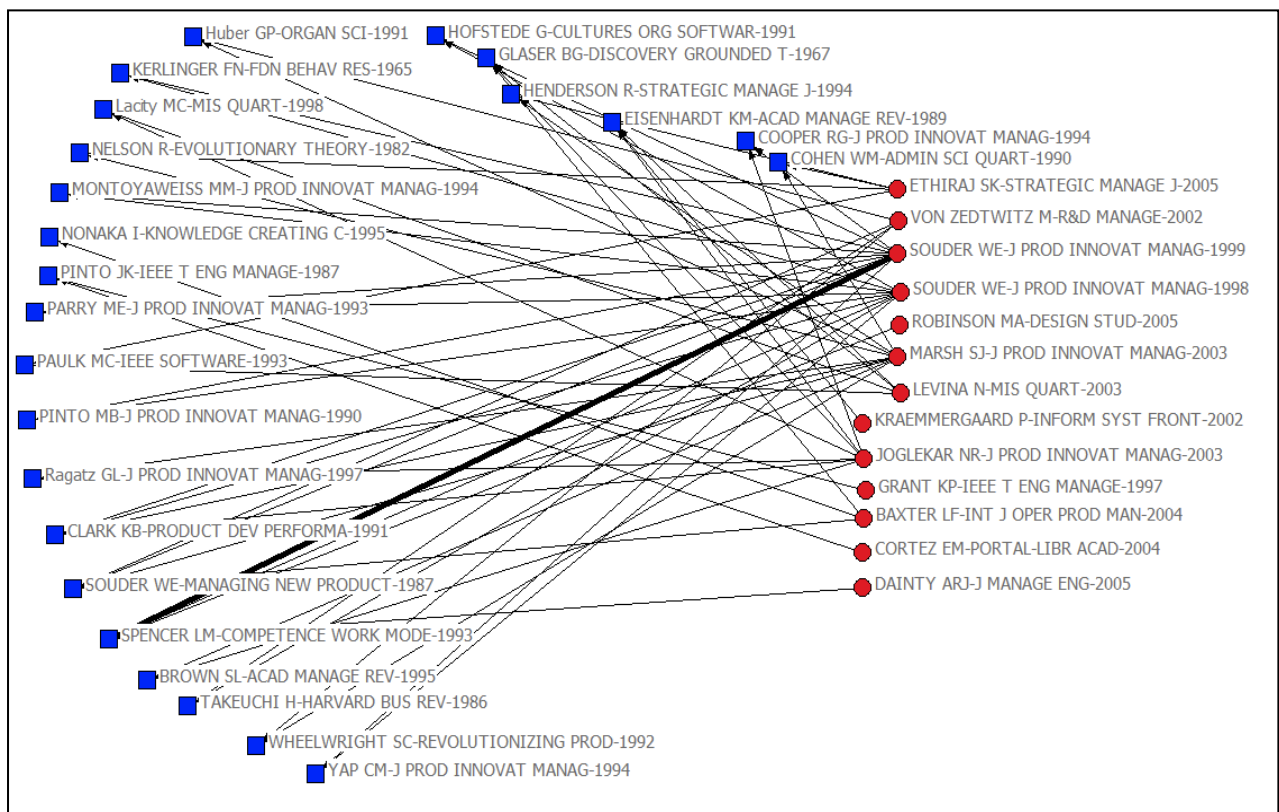 Huber GP-ORGAN SCI-1991
HOFSTEDE G-CULTURES ORG SOFTWAR-1991
GLASER BG-DISCOVERY GROUNDED T-1967
KERLINGER FN-FDN BEHAV RES-1965
HENDERSON R-STRATEGIC MANAGE J-1994
Lacity MC-MIS QUART-1998
EISENHARDT KM-ACAD MANAGE REV-1989
COOPER RG-J PROD INNOVAT MANAG-1994
NELSON R-EVOLUTIONARY THEORY-1982
COHEN WM-ADMIN SCI QUART-1990
ETHIRAJ SK-STRATEGIC MANAGE J-2005
MONTOYAWEISS MM-J PROD INNOVAT MANAG-1994
VON ZEDTWITZ M-R&D MANAGE-2002
NONAKA I-KNOWLEDGE CREATING C-1995
SOUDER WE-J PROD INNOVAT MANAG-1999
PINTO JK-IEEE T ENG MANAGE-1987
SOUDER WE-J PROD INNOVAT MANAG-1998
PARRY ME-J PROD INNOVAT MANAG-1993
ROBINSON MA-DESIGN STUD-2005
MARSH SJ-J PROD INNOVAT MANAG-2003
PAULK MC-IEEE SOFTWARE-1993
LEVINA N-MIS QUART-2003
PINTO MB-J PROD INNOVAT MANAG-1990
KRAEMMERGAARD P-INFORM SYST FRONT-2002
JOGLEKAR NR-J PROD INNOVAT MANAG-2003
Ragatz GL-J PROD INNOVAT MANAG-1997
GRANT KP-IEEE T ENG MANAGE-1997
BAXTER LF-INT J OPER PROD MAN-2004
CLARK KB-PRODUCT DEV PERFORMA-1991
CORTEZ EM-PORTAL-LIBR ACAD-2004
SOUDER WE-MANAGING NEW PRODUCT-1987
DAINTY ARJ-J MANAGE ENG-2005
SPENCER LM-COMPETENCE WORK MODE-1993
BROWN SL-ACAD MANAGE REV-1995
TAKEUCHI H-HARVARD BUS REV-1986
WHEELWRIGHT SC-REVOLUTIONIZING PROD-1992
YAP CM-J PROD INNOVAT MANAG-1994